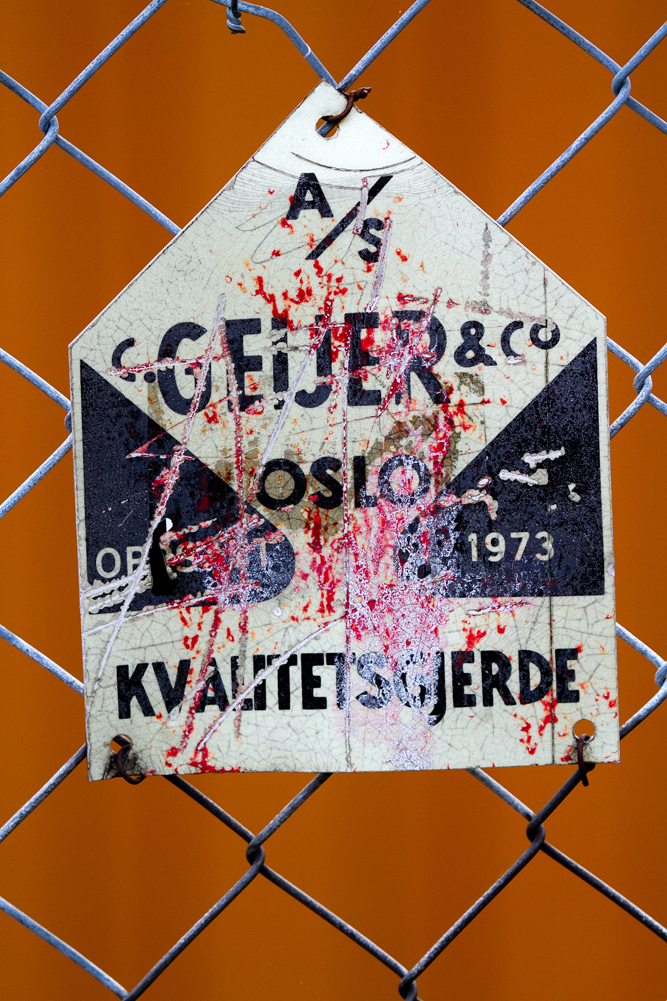 A/S
C. GEIJER & CO
OSLO
1973
KVALITETSGJERDE